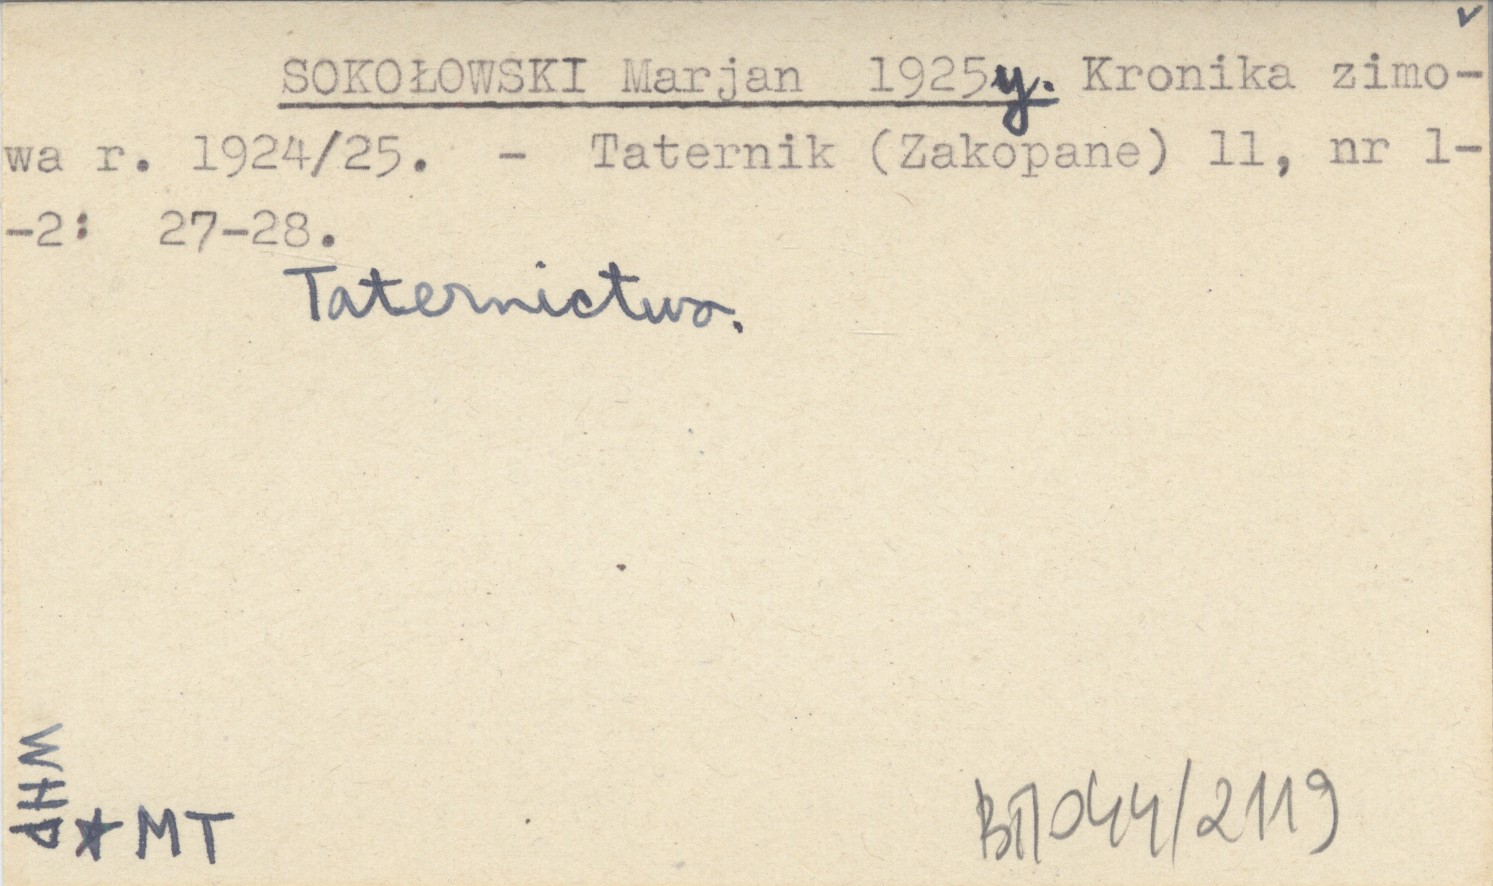 SOKOŁOWSKI Marjan 1925y. Kronika zimo-
wa r. 1924/25. - Taternik (Zakopane) 11, nr 1-
-2: 27-28.
Taternictwo.
WHP
* MT
2119